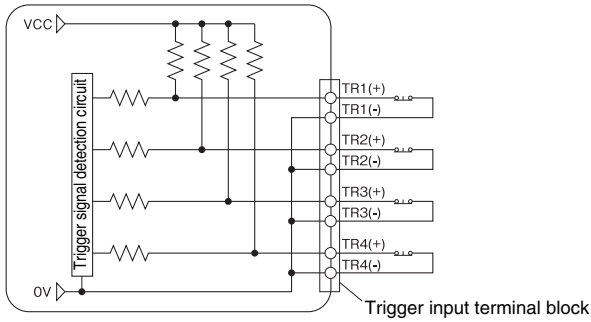 VCC
Trigger signal detection circuit
TR1(+)
TR1(-)
TR2(+)
TR2(-)
TR3(+)
TR3(-)
TR4(+)
TR4(-)
0V
Trigger input terminal block